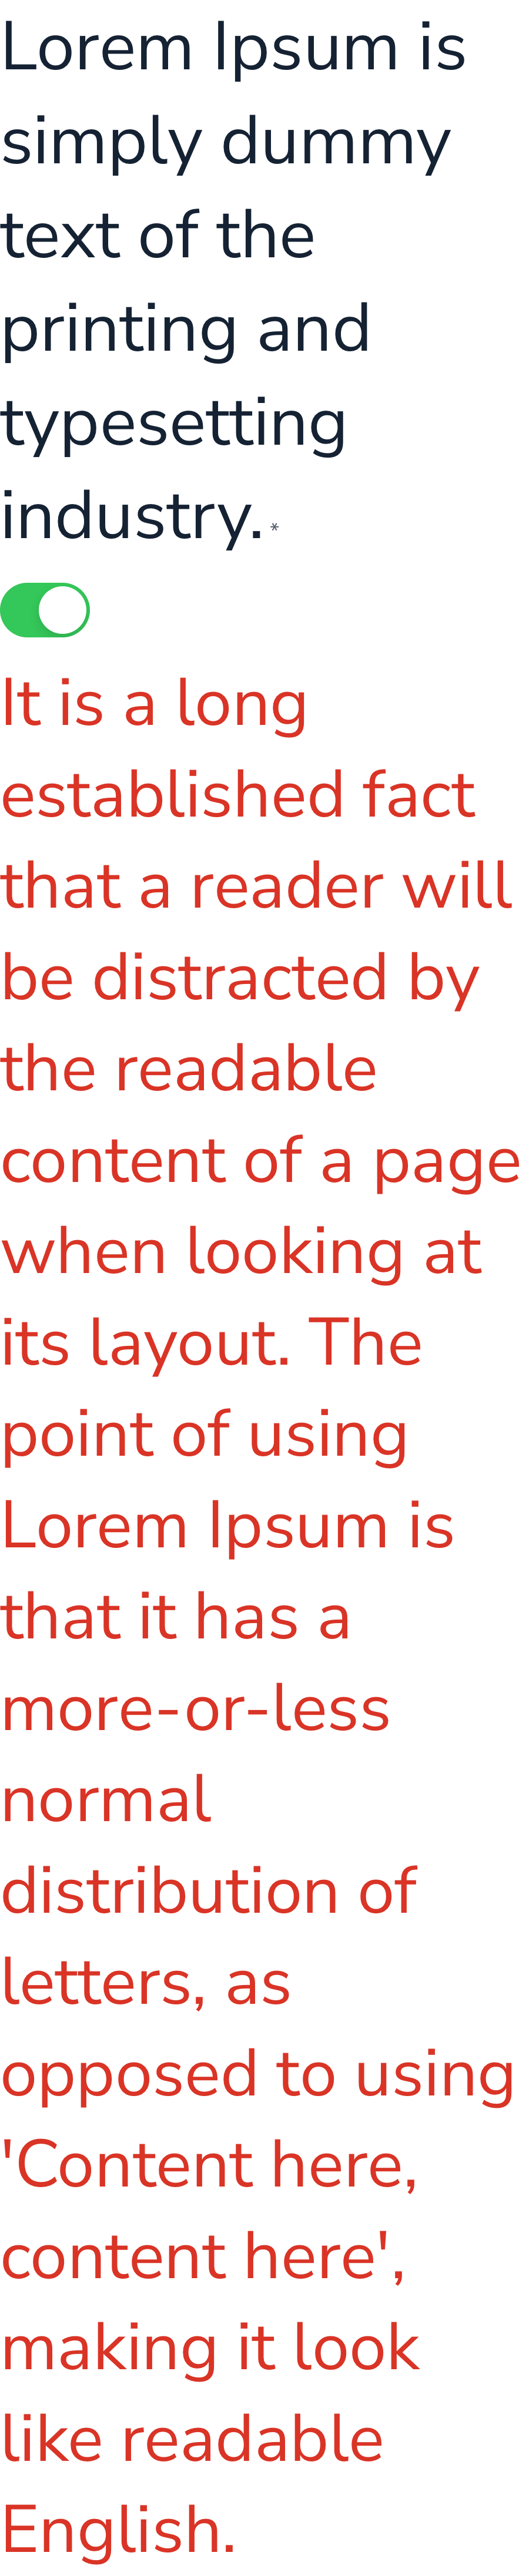 Lorem Ipsum is
simply dummy
text of the
printing and
typesetting
industry. *
It is a long
established fact
that a reader will
be distracted by
the readable
content of a page
when looking at
its layout. The
point of using
Lorem Ipsum is
that it has a
more-or-less
normal
distribution of
letters, as
opposed to using
'Content here,
content here',
making it look
like readable
English.